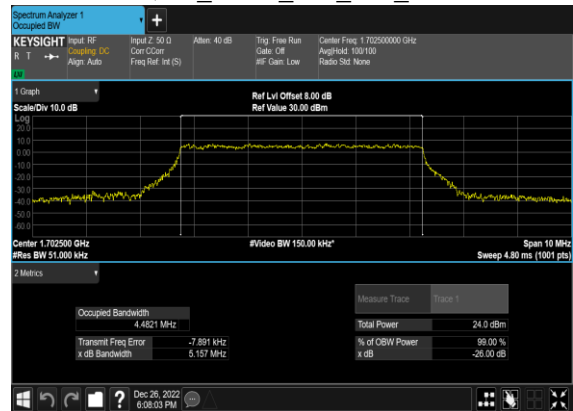 Spectrum Analyzer 1
Occupied BW
+
KEYSIGHT Input: RF Input Z: 50 Ω Atten: 40 dB Trig: Free Run Center Freq: 1.702500000 GHz
R T Coupling: DC Corr CCorr Gate: Off Avg|Hold: 100/100
Align: Auto Freq Ref: Int (S) #IF Gain: Low Radio Std: None
1 Graph
Ref Lvl Offset 8.00 dB
Scale/Div 10.0 dB Ref Value 30.00 dBm
Log
20.0
10.0
0.00
-10.0
-20.0
-30.0
-40.0
-50.0
-60.0
Center 1.702500 GHz #Video BW 150.00 kHz* Span 10 MHz
#Res BW 51.000 kHz Sweep 4.80 ms (1001 pts)
2 Metrics
Measure Trace Trace 1
Occupied Bandwidth
4.4821 MHz Total Power 24.0 dBm
Transmit Freq Error -7.891 kHz % of OBW Power 99.00 %
x dB Bandwidth 5.157 MHz x dB -26.00 dB
? Dec 26, 2022
6:08:03 PM